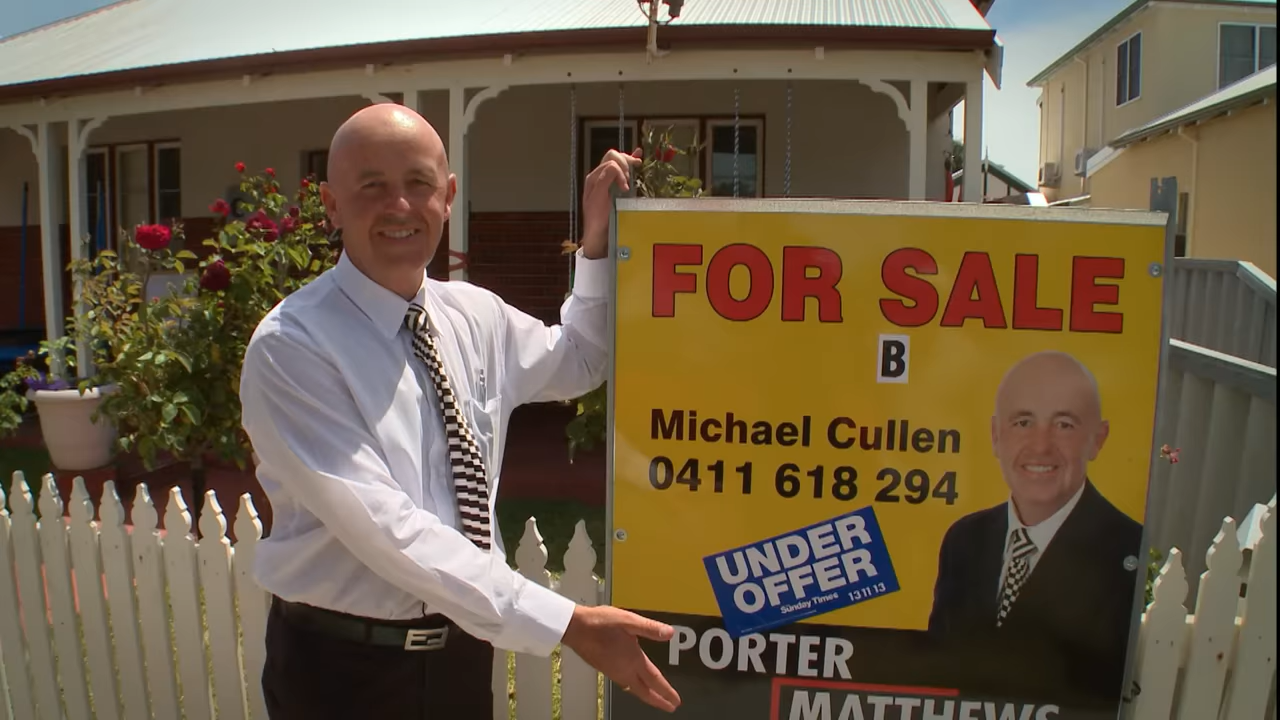 FOR SALE
B
Michael Cullen
0411 618 294
UNDER
OFFER
Sunday Times 13 11 13
PORTER
MATTHEWS